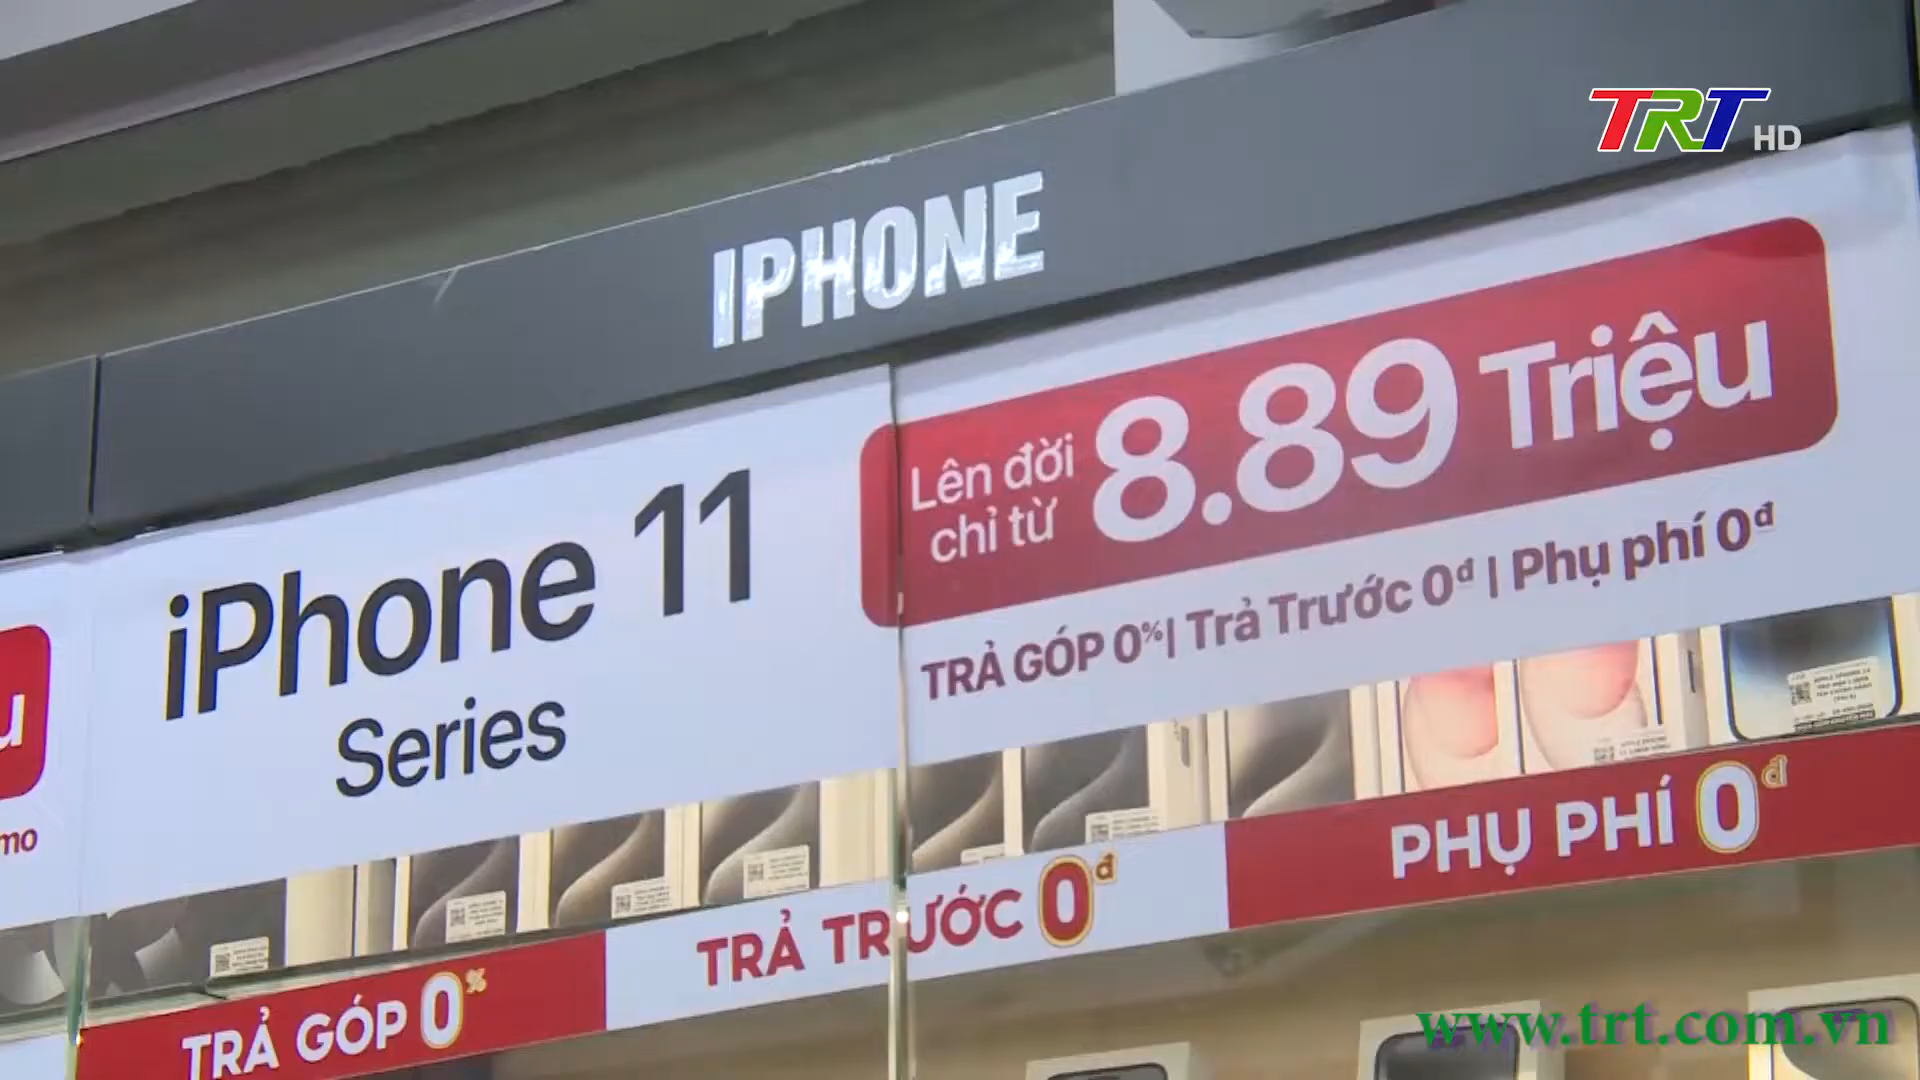 TRT HD
IPHONE
iPhone 11
Series
Lên đời
chỉ từ
8.89 Triệu
TRẢ GÓP 0% | Trả Trước 0đ | Phụ phí 0đ
u
mo
TRẢ GÓP 0%
TRẢ TRƯỚC 0đ
PHỤ PHÍ 0đ
www.trt.com.vn